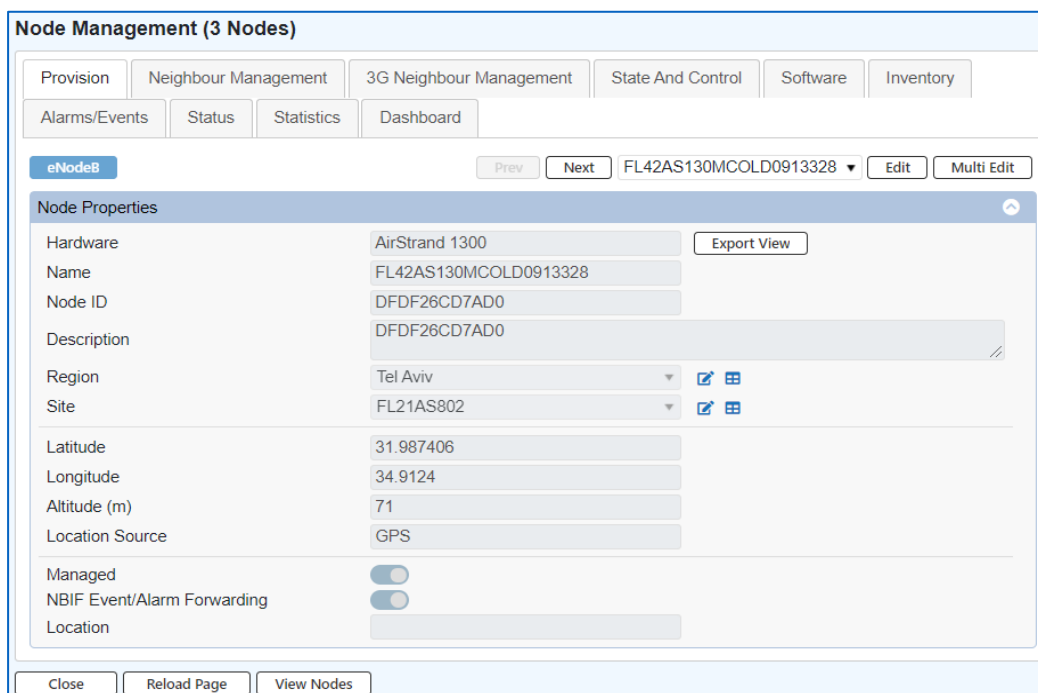 Node Management (3 Nodes)
Provision Neighbour Management 3G Neighbour Management State And Control Software Inventory
Alarms/Events Status Statistics Dashboard
eNodeB Prev Next FL42AS130MCOLD0913328 Edit Multi Edit
Node Properties
Hardware AirStrand 1300 Export View
Name FL42AS130MCOLD0913328
Node ID DFDF26CD7AD0
Description DFDF26CD7AD0
Region Tel Aviv
Site FL21AS802
Latitude 31.987406
Longitude 34.9124
Altitude (m) 71
Location Source GPS
Managed
NBIF Event/Alarm Forwarding
Location
Close Reload Page View Nodes